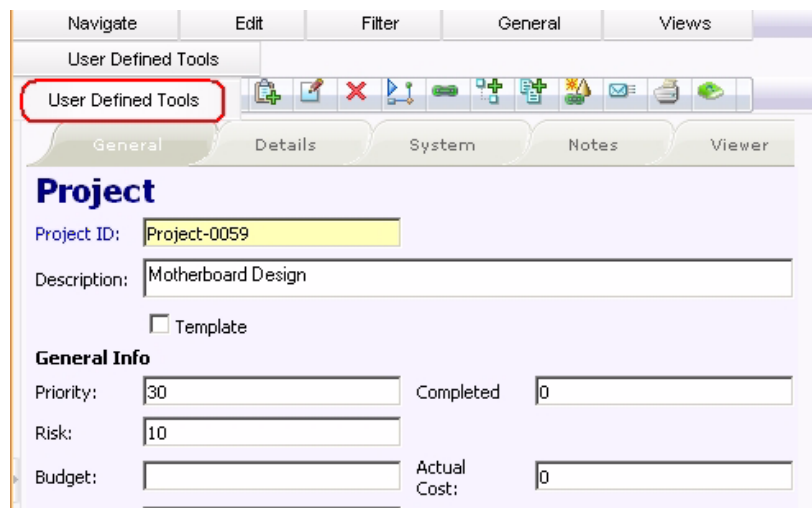 Navigate Edit Filter General Views
User Defined Tools
User Defined Tools
General Details System Notes Viewer
Project
Project ID: Project-0059
Description: Motherboard Design
Template
General Info
Priority: 30 Completed 0
Risk: 10
Budget: Actual Cost: 0